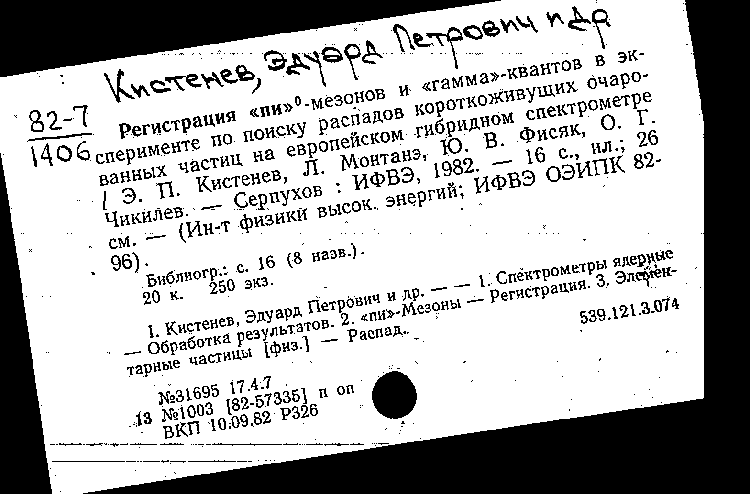 Кистенев, Эдуард Петрович и др
82-7
1406
Регистрация «пи»⁰-мезонов и «гамма»-квантов в эк-
сперименте по поиску распадов короткоживущих очаро-
ванных частиц на европейском гибридном спектрометре
/ Э. П. Кистенев, Л. Монтанэ, Ю. В. Фисяк, О. Г.
Чикилев. — Серпухов : ИФВЭ, 1982. — 16 с., ил.; 26
см. — (Ин-т физики высок. энергий; ИФВЭ ОЭИПК 82-
96).
Библиогр.: с. 16 (8 назв.).
20 к. 250 экз.
I. Кистенев, Эдуард Петрович и др. — — 1. Спектрометры ядерные
— Обработка результатов. 2. «пи»-Мезоны — Регистрация. 3. Элемен-
тарные частицы [физ.] — Распад.
539.121.3.074
№31695 17.4.7
13 №1003 [82-57335] п оп
ВКП 10.09.82 Р326